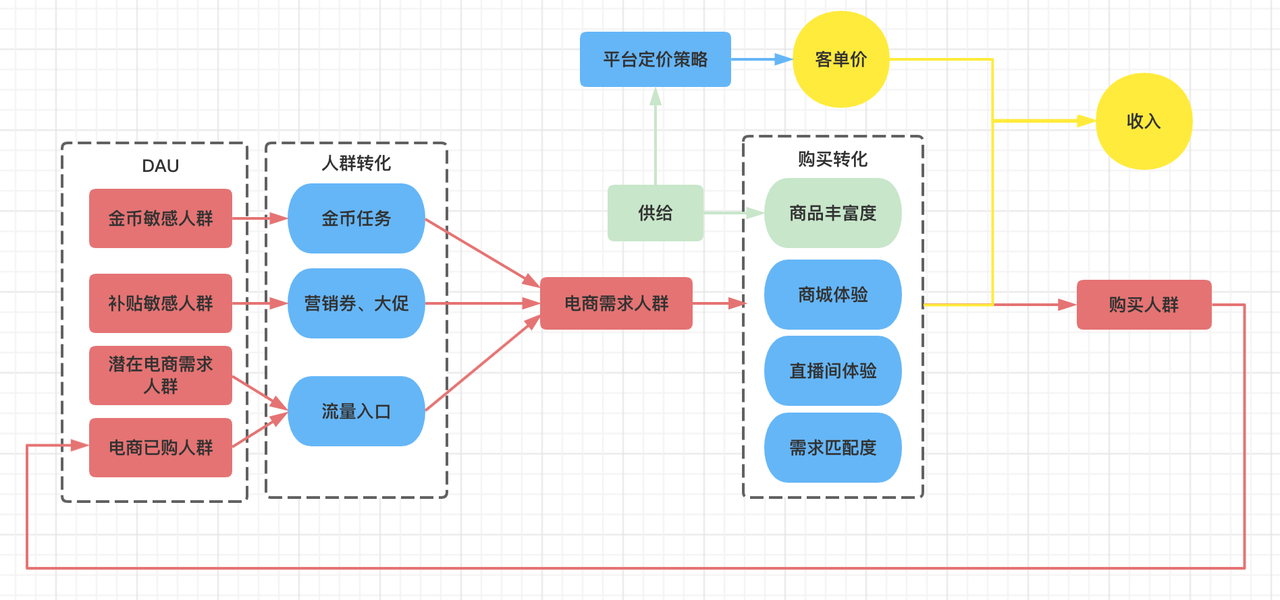 平台定价策略
客单价
收入
DAU
金币敏感人群
补贴敏感人群
潜在电商需求
人群
电商已购人群
人群转化
金币任务
营销券、大促
流量入口
供给
电商需求人群
购买转化
商品丰富度
商城体验
直播间体验
需求匹配度
购买人群